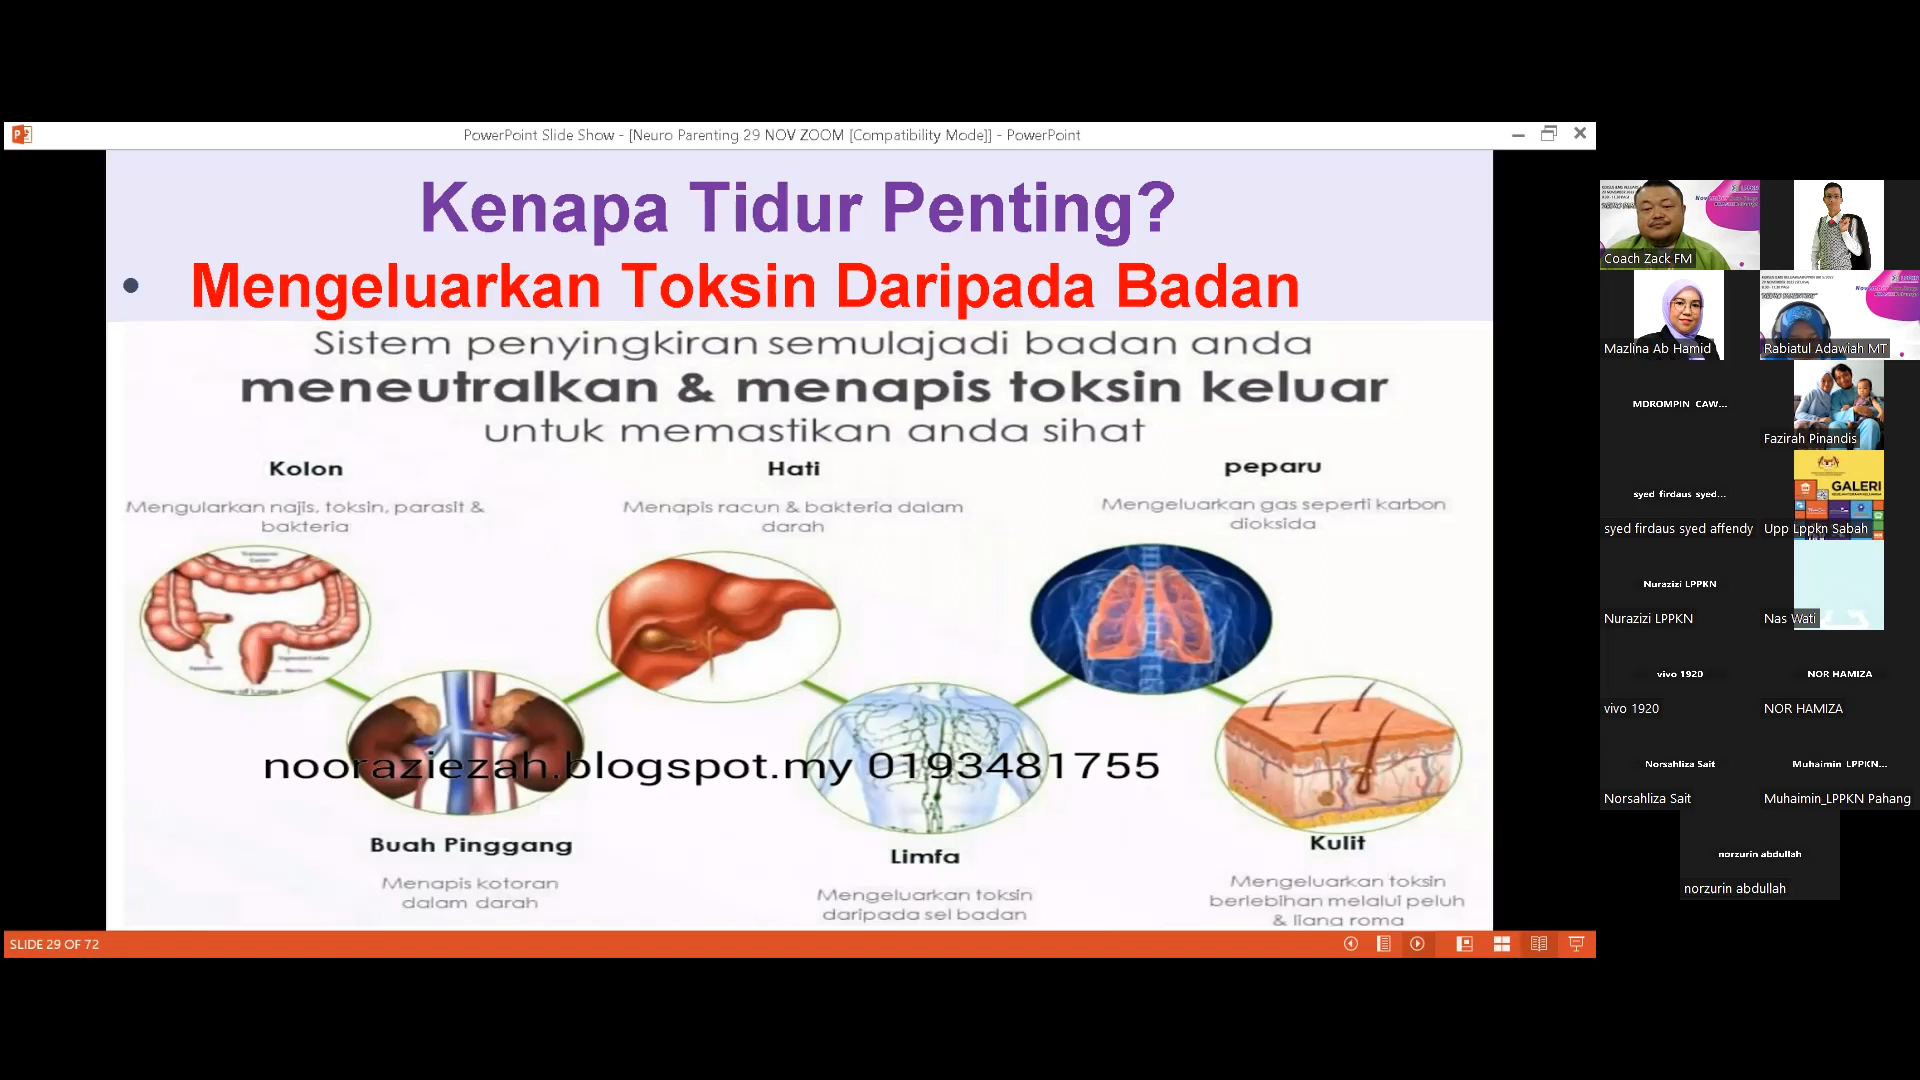 PowerPoint Slide Show - [Neuro Parenting 29 NOV ZOOM [Compatibility Mode]] - PowerPoint
Kenapa Tidur Penting?
• Mengeluarkan Toksin Daripada Badan
Sistem penyingkiran semulajadi badan anda
meneutralkan & menapis toksin keluar
untuk memastikan anda sihat
Kolon
Mengularkan najis, toksin, parasit &
bakteria
Hati
Menapis racun & bakteria dalam
darah
peparu
Mengeluarkan gas seperti karbon
dioksida
nooraziezah.blogspot.my 0193481755
Buah Pinggang
Menapis kotoran
dalam darah
Limfa
Mengeluarkan toksin
daripada sel badan
Kulit
Mengeluarkan toksin
berlebihan melalui peluh
& liang roma
SLIDE 29 OF 72
Coach Zack FM
Mazlina Ab Hamid
Rabiatul Adawiah MT
MDROMPIN CAW...
Fazirah Pinandis
syed firdaus syed...
syed firdaus syed affendy
GALERI
Upp Lppkn Sabah
Nurazizi LPPKN
Nurazizi LPPKN
Nas Wati
vivo 1920
vivo 1920
NOR HAMIZA
NOR HAMIZA
Norsahliza Sait
Norsahliza Sait
Muhaimin LPPKN...
Muhaimin_LPPKN Pahang
norzurin abdullah
norzurin abdullah